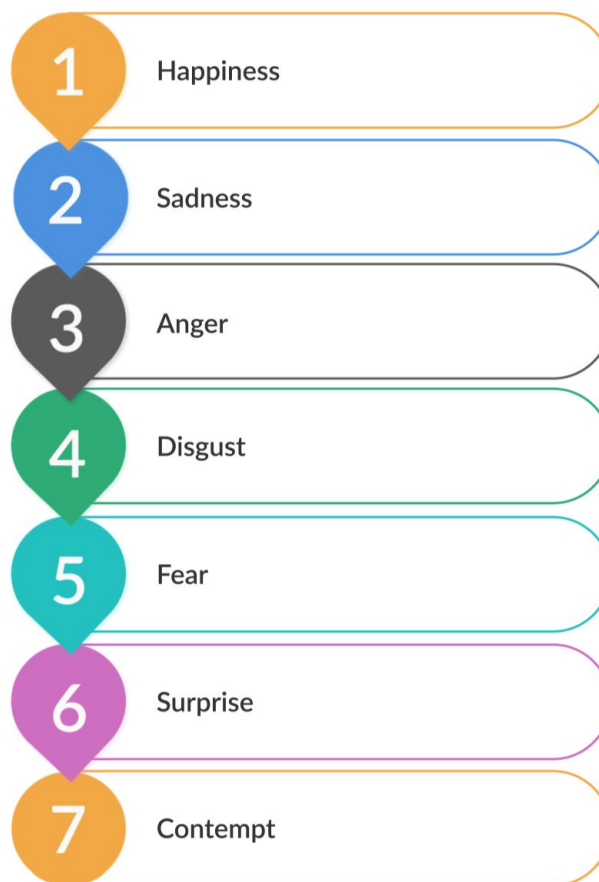 1 Happiness
2 Sadness
3 Anger
4 Disgust
5 Fear
6 Surprise
7 Contempt